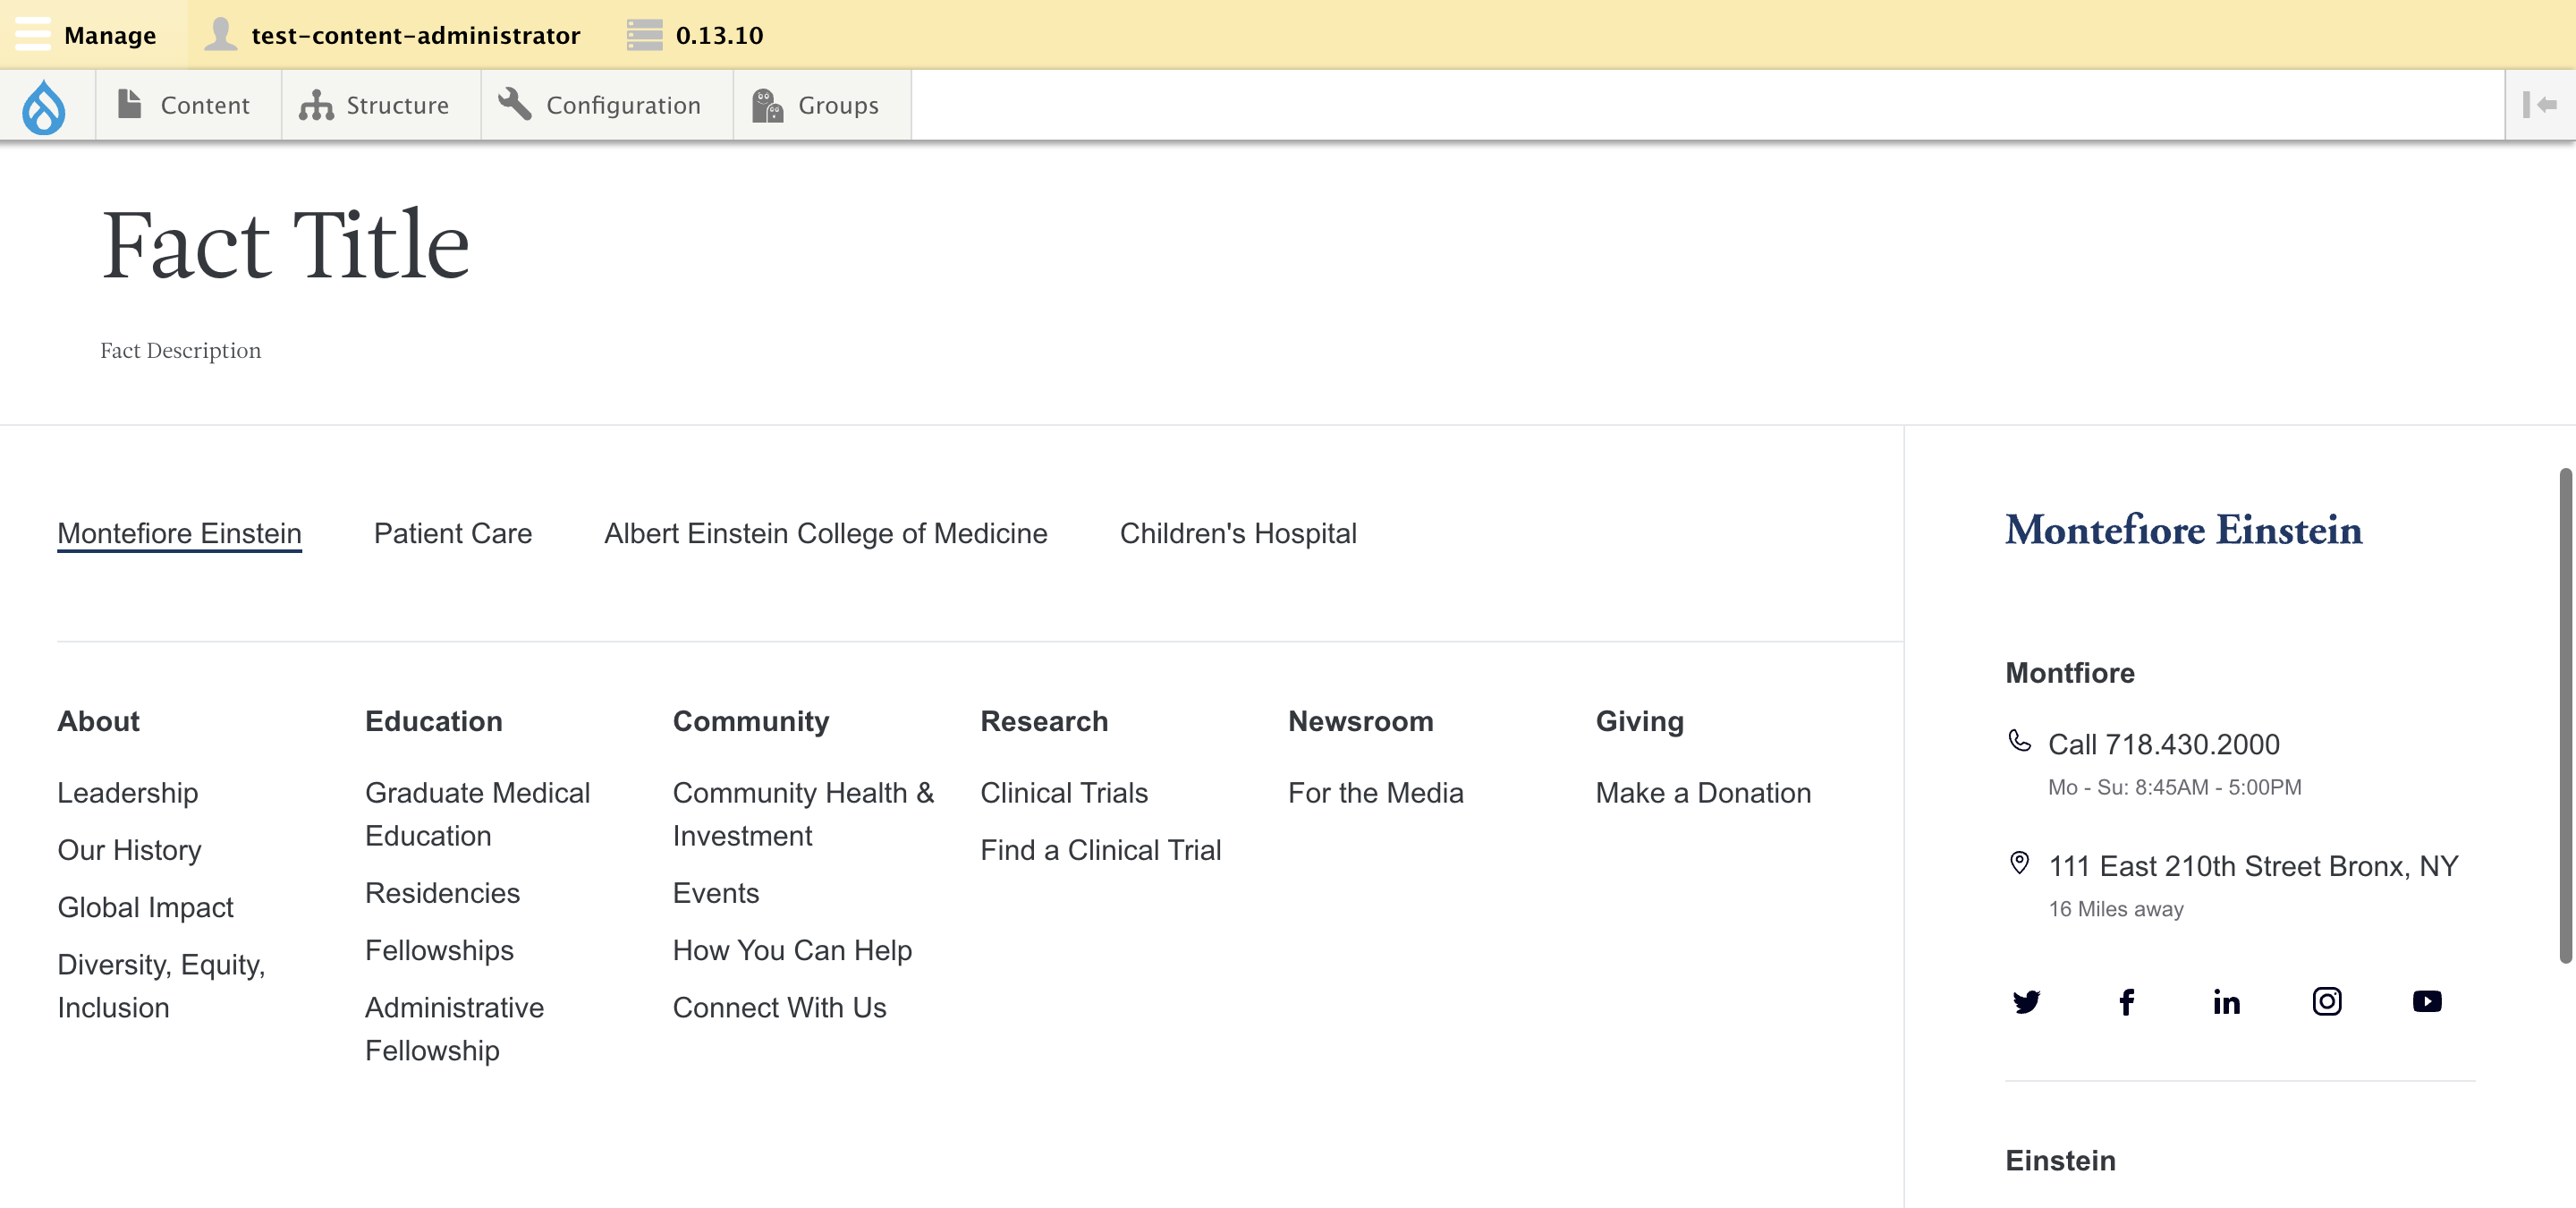 Manage test-content-administrator 0.13.10
Content Structure Configuration Groups
Fact Title
Fact Description
Montefiore Einstein Patient Care Albert Einstein College of Medicine Children's Hospital
About
Leadership
Our History
Global Impact
Diversity, Equity,
Inclusion
Education
Graduate Medical
Education
Residencies
Fellowships
Administrative
Fellowship
Community
Community Health &
Investment
Events
How You Can Help
Connect With Us
Research
Clinical Trials
Find a Clinical Trial
Newsroom
For the Media
Giving
Make a Donation
Montefiore Einstein
Montfiore
Call 718.430.2000
Mo - Su: 8:45AM - 5:00PM
111 East 210th Street Bronx, NY
16 Miles away
Einstein